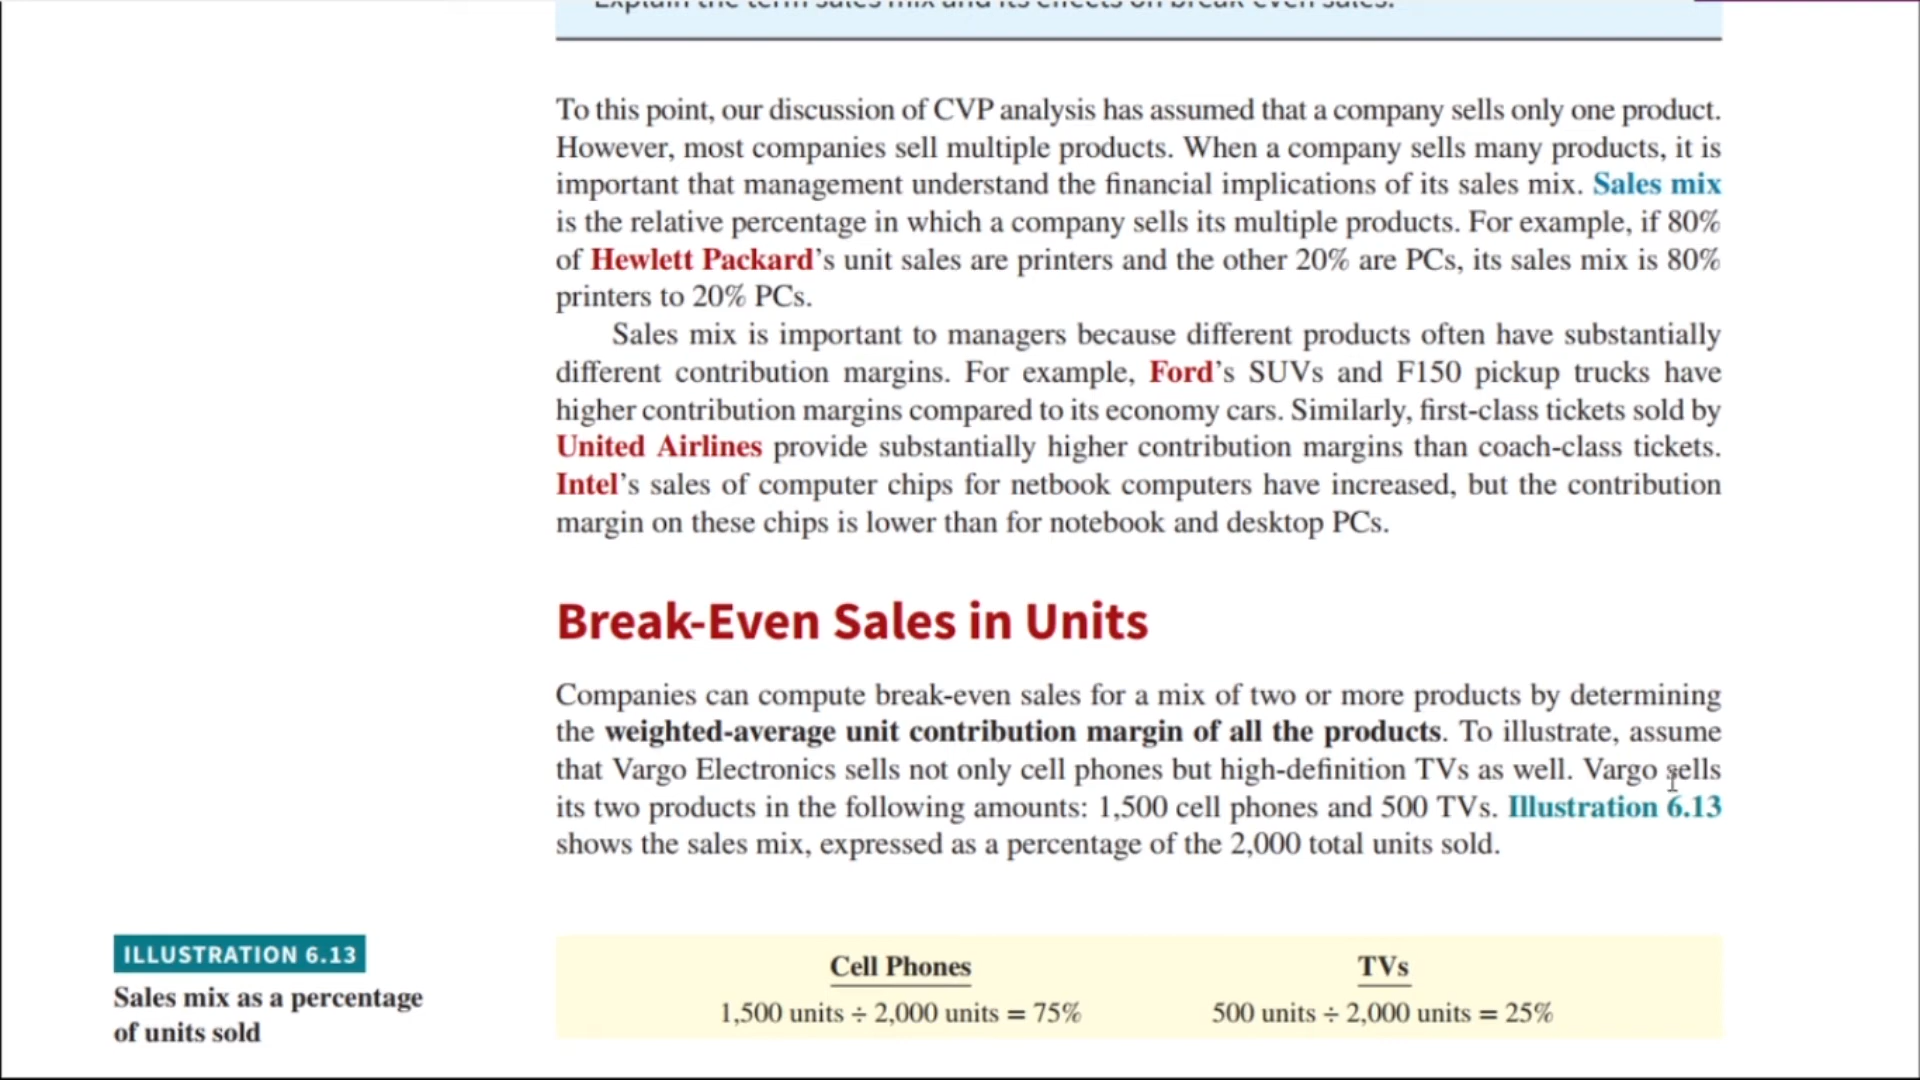 Explain the term sales mix and its effects on break-even sales.
To this point, our discussion of CVP analysis has assumed that a company sells only one product.
However, most companies sell multiple products. When a company sells many products, it is
important that management understand the financial implications of its sales mix. Sales mix
is the relative percentage in which a company sells its multiple products. For example, if 80%
of Hewlett Packard’s unit sales are printers and the other 20% are PCs, its sales mix is 80%
printers to 20% PCs.
Sales mix is important to managers because different products often have substantially
different contribution margins. For example, Ford’s SUVs and F150 pickup trucks have
higher contribution margins compared to its economy cars. Similarly, first-class tickets sold by
United Airlines provide substantially higher contribution margins than coach-class tickets.
Intel’s sales of computer chips for netbook computers have increased, but the contribution
margin on these chips is lower than for notebook and desktop PCs.
Break-Even Sales in Units
Companies can compute break-even sales for a mix of two or more products by determining
the weighted-average unit contribution margin of all the products. To illustrate, assume
that Vargo Electronics sells not only cell phones but high-definition TVs as well. Vargo sells
its two products in the following amounts: 1,500 cell phones and 500 TVs. Illustration 6.13
shows the sales mix, expressed as a percentage of the 2,000 total units sold.
ILLUSTRATION 6.13
Sales mix as a percentage
of units sold
Cell Phones TVs
1,500 units ÷ 2,000 units = 75% 500 units ÷ 2,000 units = 25%